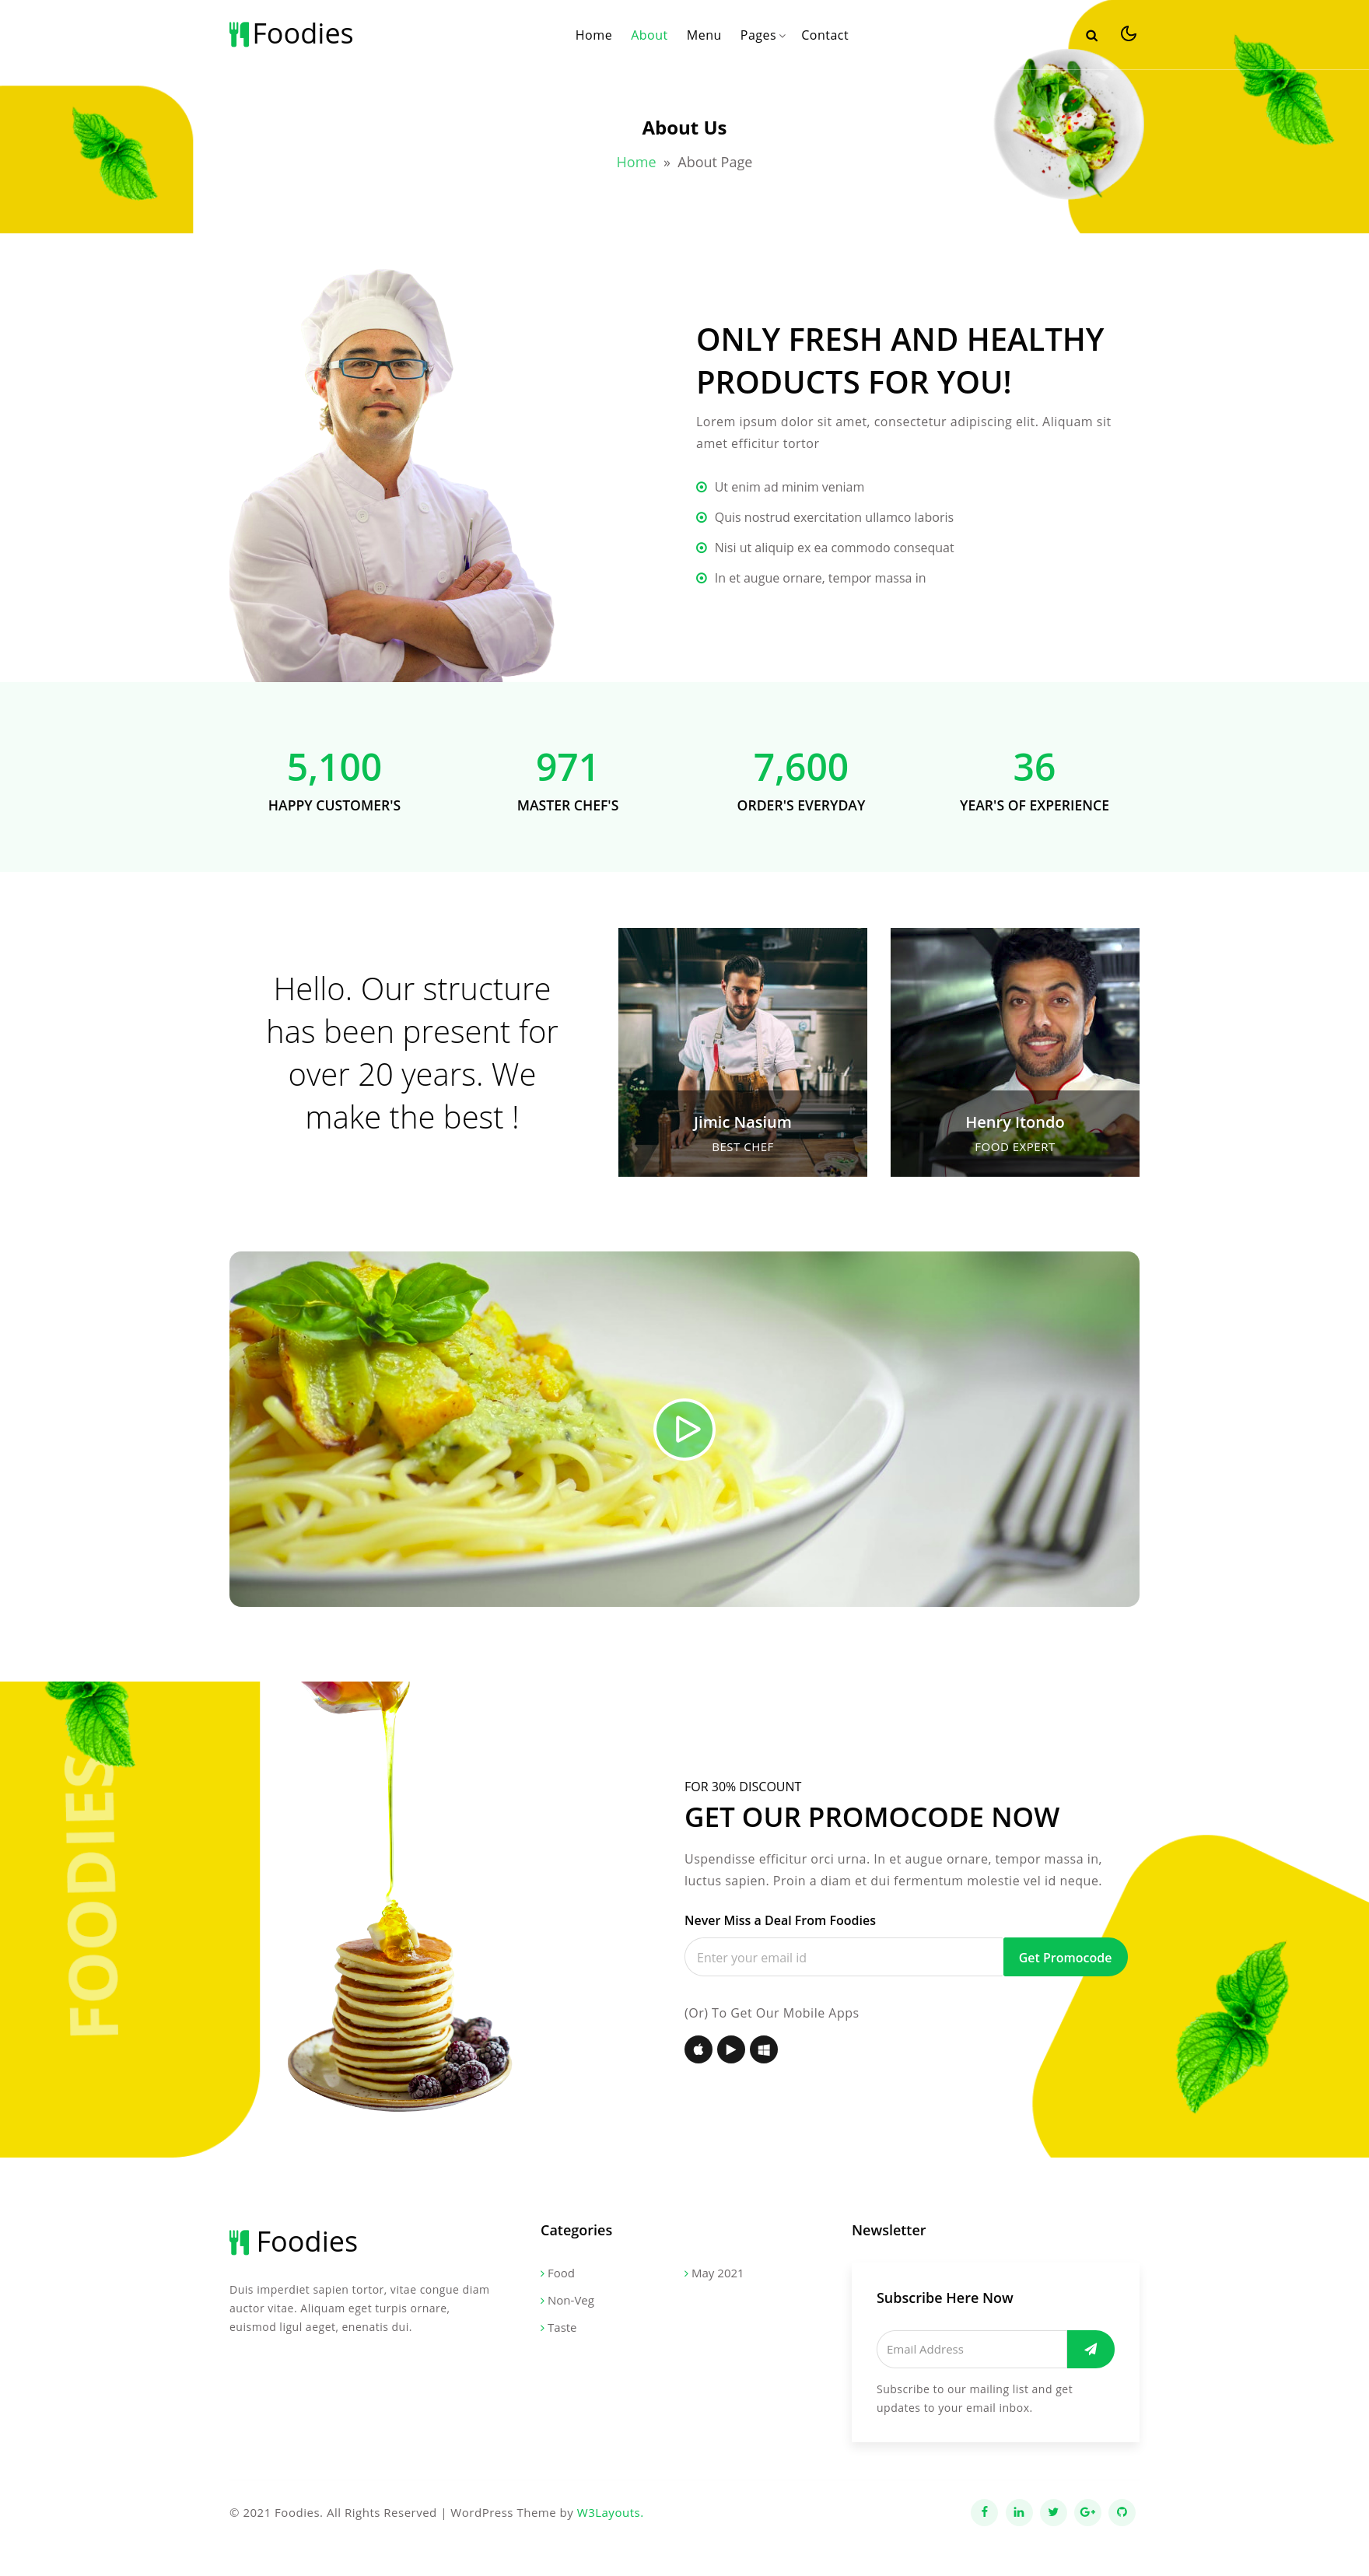 Foodies
Home About Menu Pages Contact
About Us
Home » About Page
ONLY FRESH AND HEALTHY
PRODUCTS FOR YOU!
Lorem ipsum dolor sit amet, consectetur adipiscing elit. Aliquam sit
amet efficitur tortor
Ut enim ad minim veniam
Quis nostrud exercitation ullamco laboris
Nisi ut aliquip ex ea commodo consequat
In et augue ornare, tempor massa in
5,100 971 7,600 36
HAPPY CUSTOMER'S MASTER CHEF'S ORDER'S EVERYDAY YEAR'S OF EXPERIENCE
Hello. Our structure
has been present for
over 20 years. We
make the best !
Jimic Nasium
BEST CHEF
Henry Itondo
FOOD EXPERT
FOODIES
FOR 30% DISCOUNT
GET OUR PROMOCODE NOW
Uspendisse efficitur orci urna. In et augue ornare, tempor massa in,
luctus sapien. Proin a diam et dui fermentum molestie vel id neque.
Never Miss a Deal From Foodies
Enter your email id Get Promocode
(Or) To Get Our Mobile Apps
Foodies
Duis imperdiet sapien tortor, vitae congue diam
auctor vitae. Aliquam eget turpis ornare,
euismod ligul aeget, enenatis dui.
Categories
Food
Non-Veg
Taste
May 2021
Newsletter
Subscribe Here Now
Email Address
Subscribe to our mailing list and get
updates to your email inbox.
© 2021 Foodies. All Rights Reserved | WordPress Theme by W3Layouts.